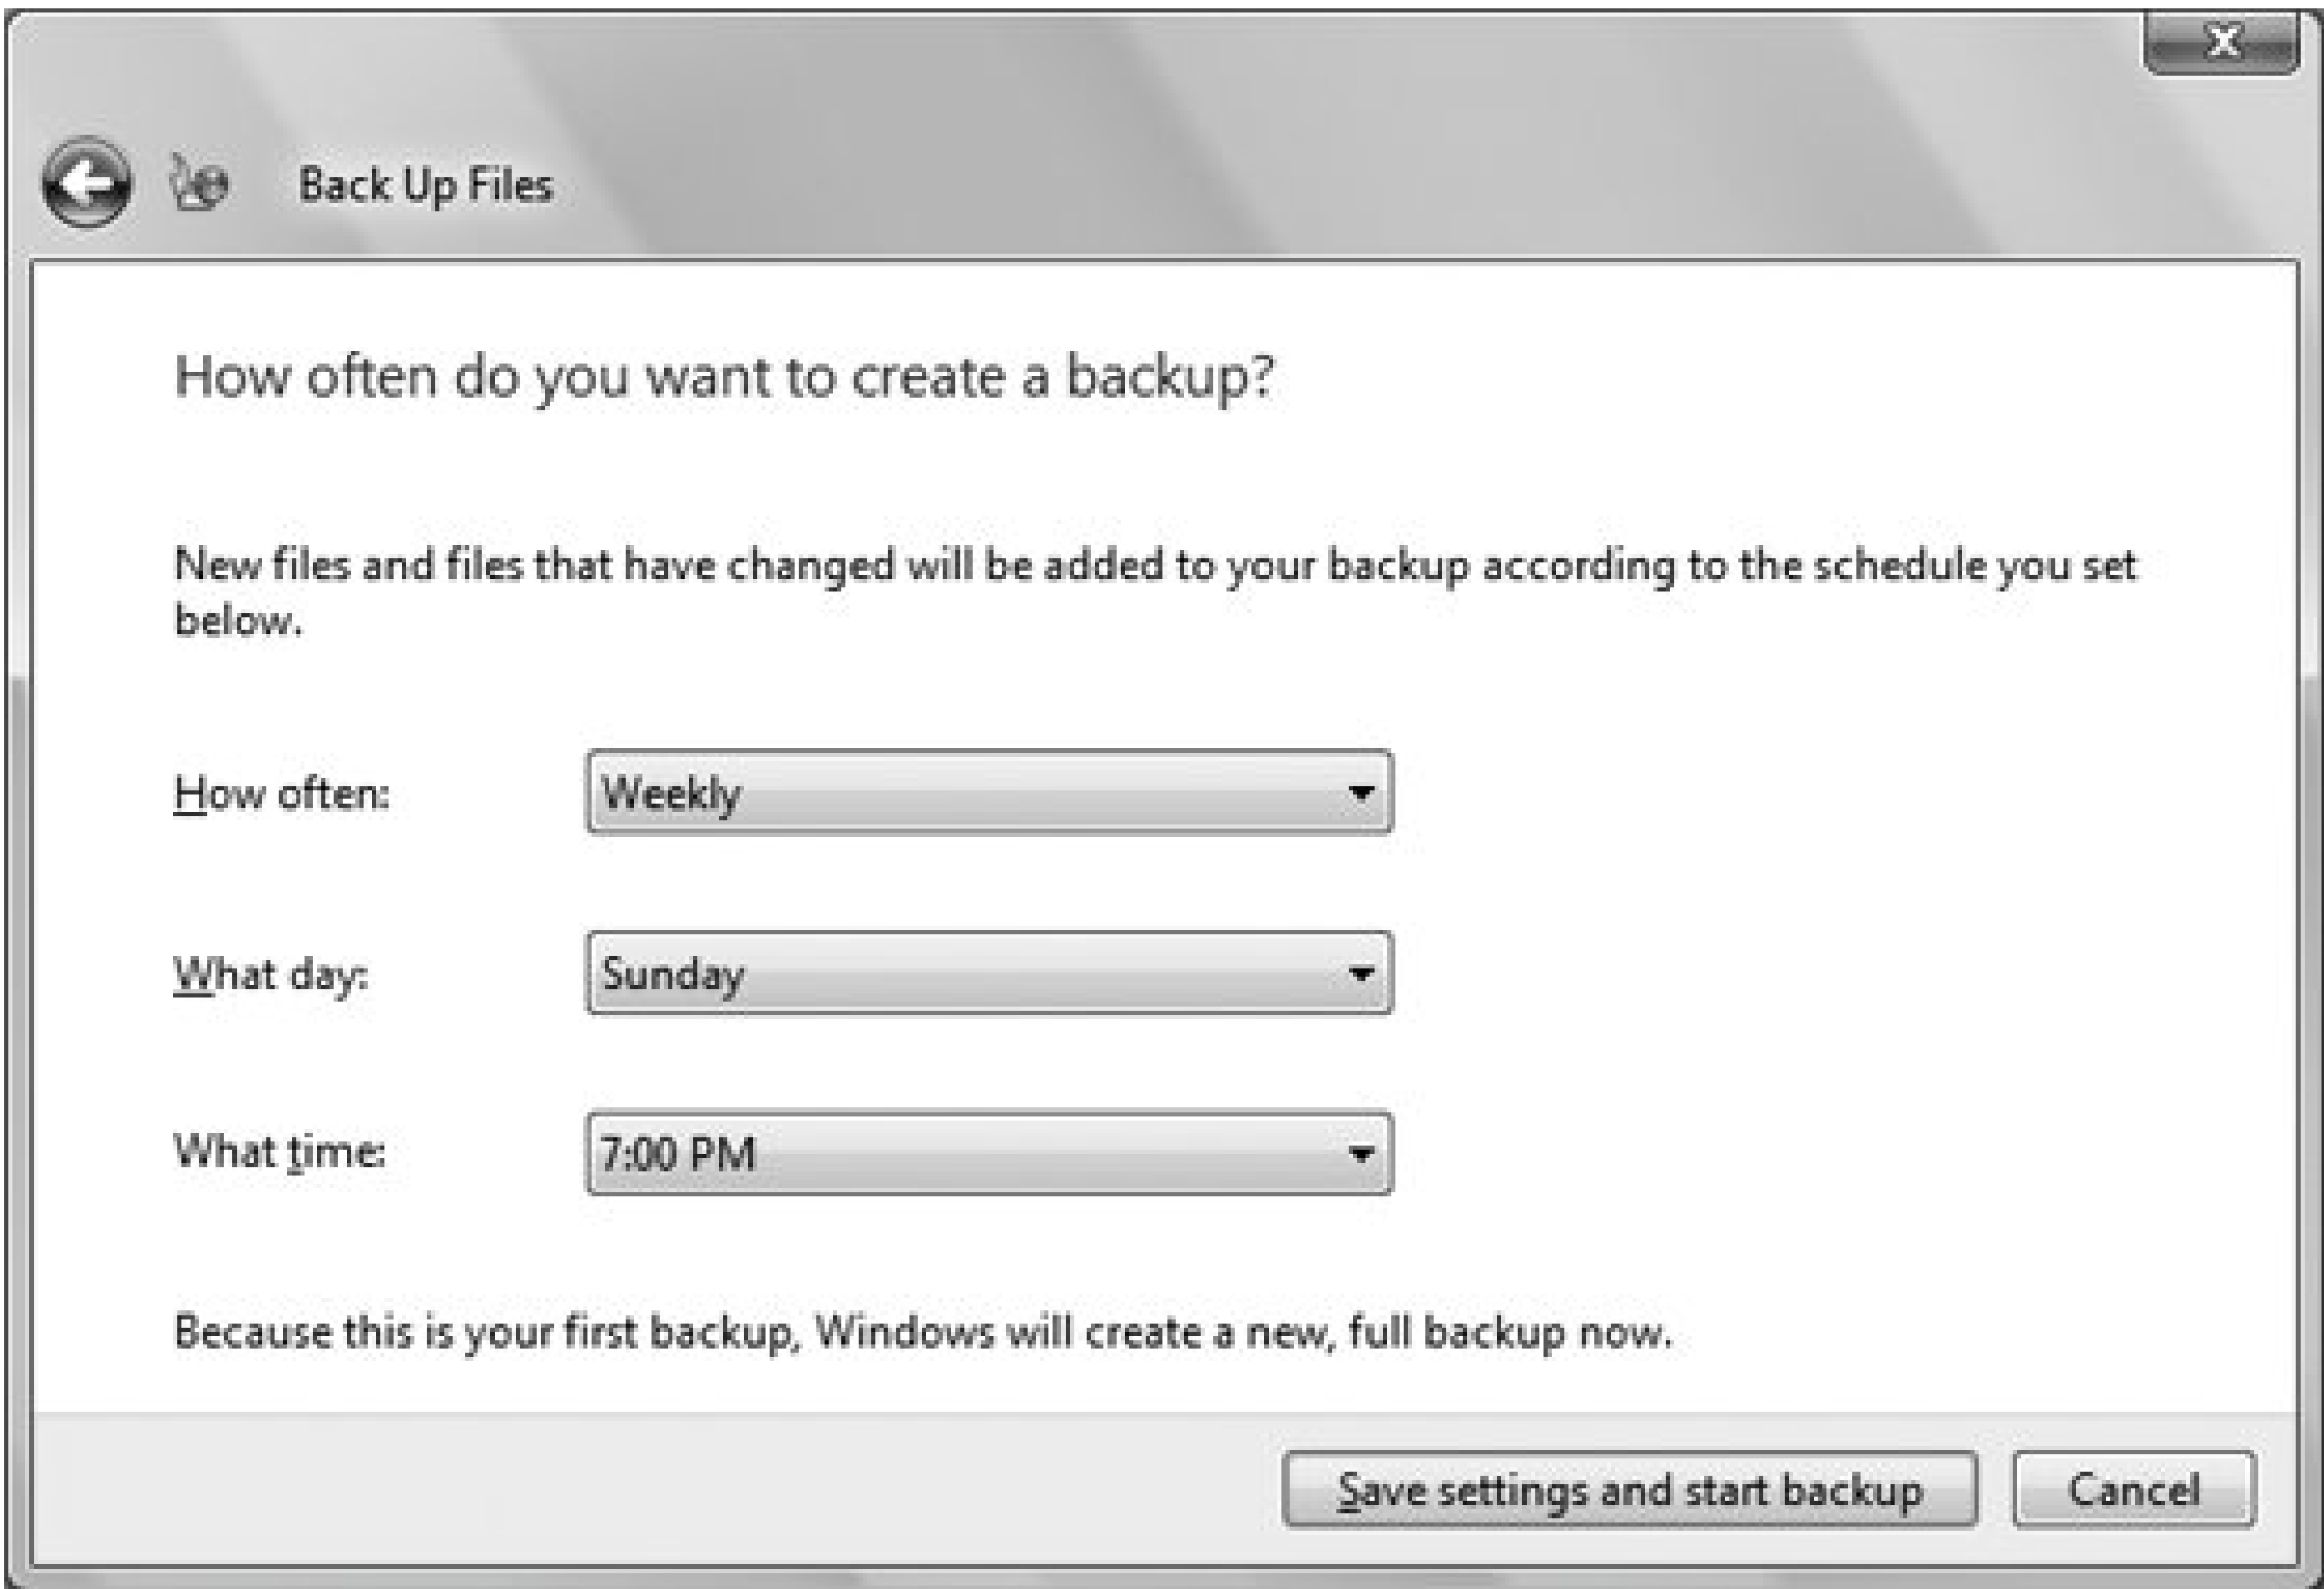 Back Up Files
How often do you want to create a backup?
New files and files that have changed will be added to your backup according to the schedule you set
below.
How often: Weekly
What day: Sunday
What time: 7:00 PM
Because this is your first backup, Windows will create a new, full backup now.
Save settings and start backup Cancel